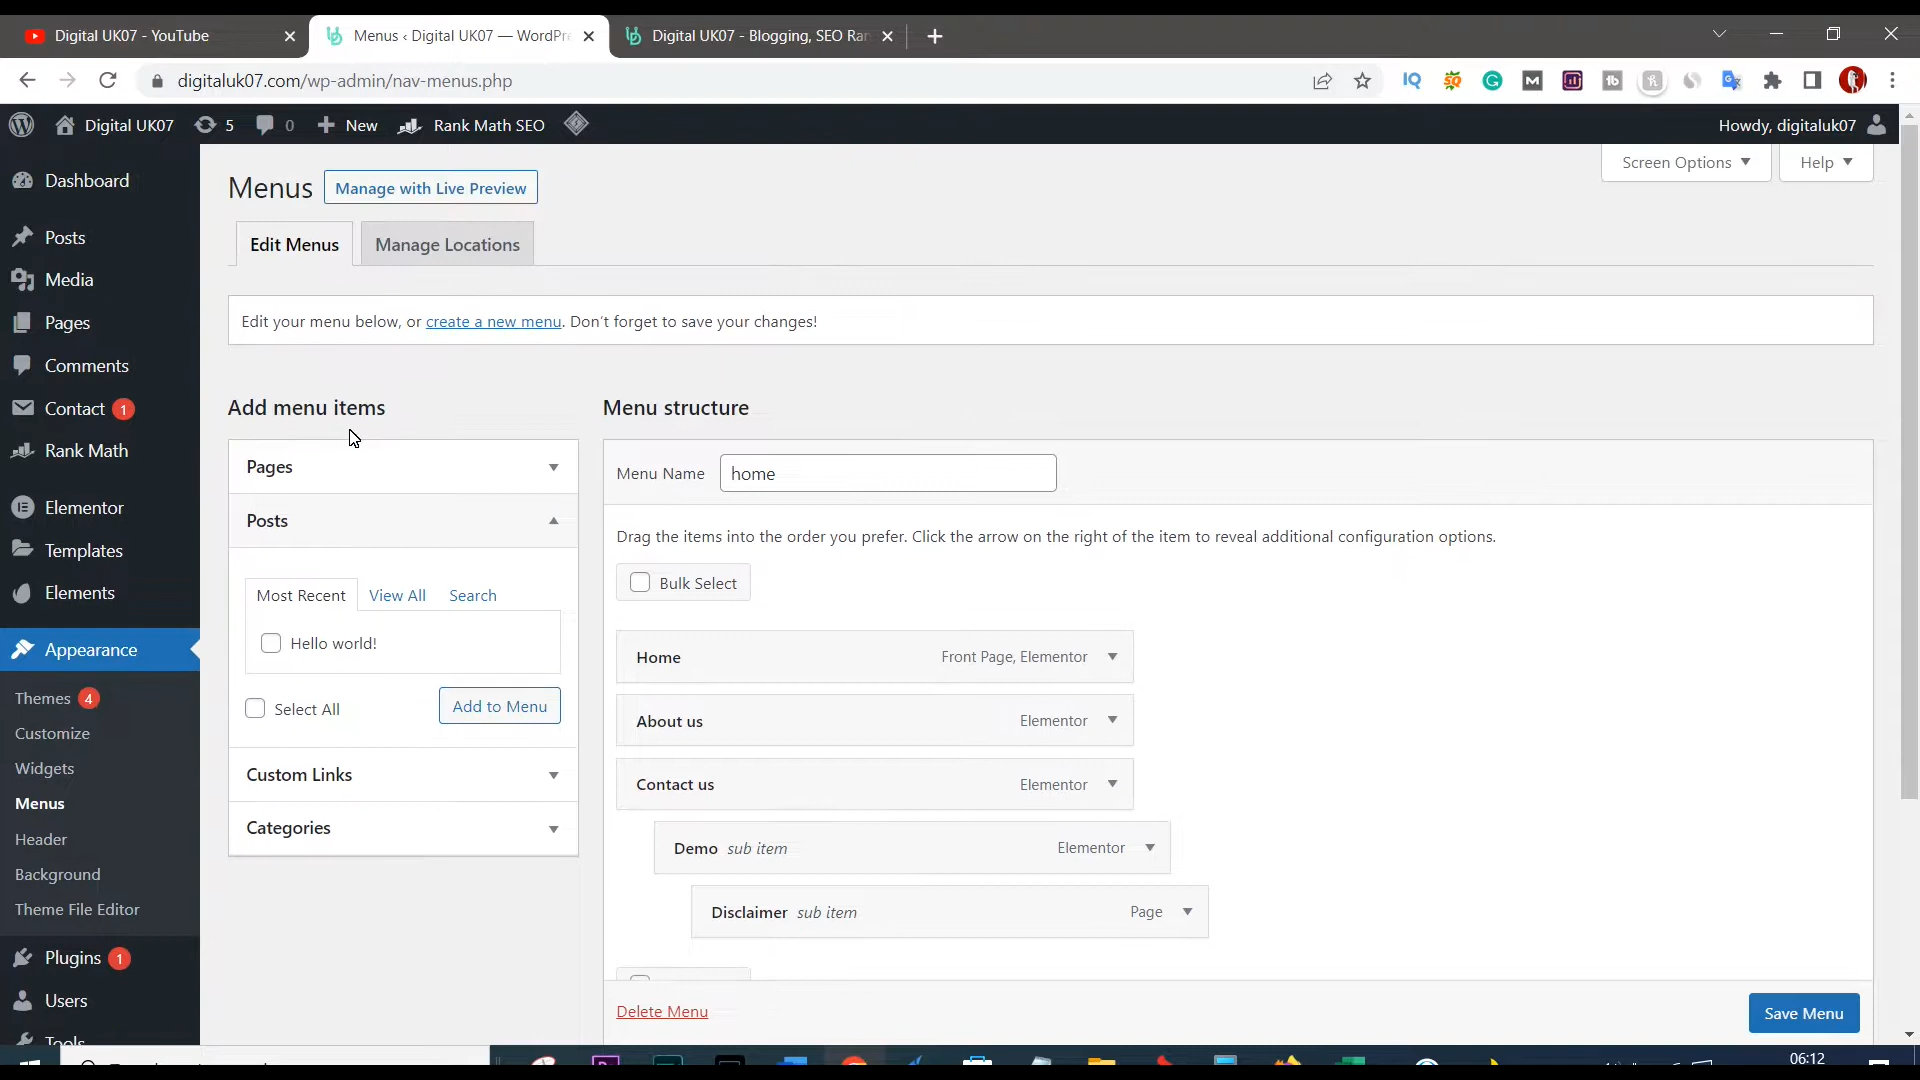 Digital UK07 - YouTube
Menus ‹ Digital UK07 — WordPre
Digital UK07 - Blogging, SEO Ran
digitaluk07.com/wp-admin/nav-menus.php
Digital UK07 5 0 New Rank Math SEO
Howdy, digitaluk07
Screen Options
Help
Dashboard
Posts
Media
Pages
Comments
Contact 1
Rank Math
Elementor
Templates
Elements
Appearance
Themes 4
Customize
Widgets
Menus
Header
Background
Theme File Editor
Plugins 1
Users
Tools
Menus
Manage with Live Preview
Edit Menus
Manage Locations
Edit your menu below, or create a new menu. Don't forget to save your changes!
Add menu items
Pages
Posts
Most Recent View All Search
Hello world!
Select All
Add to Menu
Custom Links
Categories
Menu structure
Menu Name home
Drag the items into the order you prefer. Click the arrow on the right of the item to reveal additional configuration options.
Bulk Select
Home Front Page, Elementor
About us Elementor
Contact us Elementor
Demo sub item Elementor
Disclaimer sub item Page
Delete Menu
Save Menu
06:12